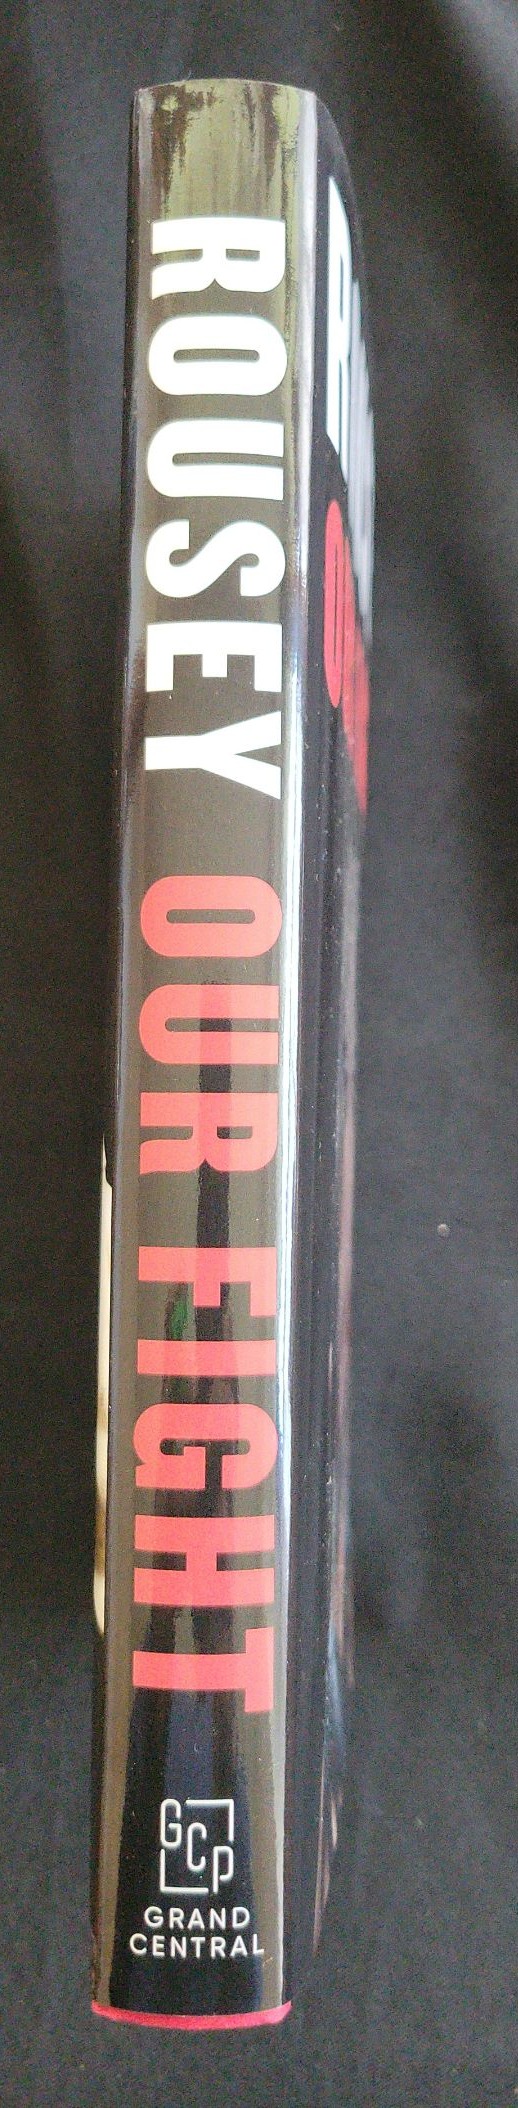 ROUSEY OUR FIGHT
GCP
GRAND
CENTRAL